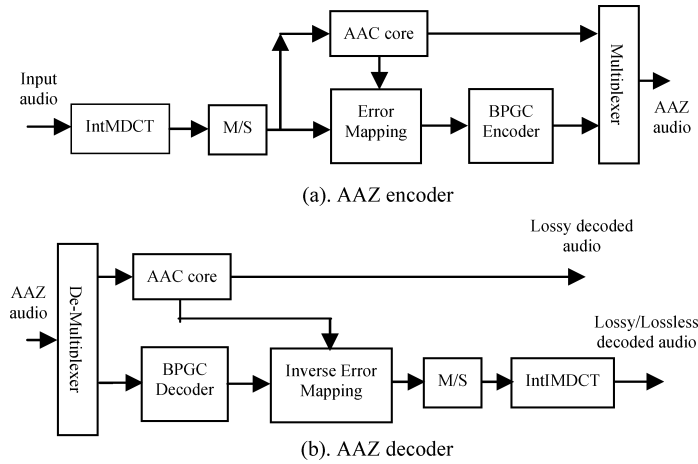 AAC core
Input
audio
IntMDCT
M/S
Error
Mapping
BPGC
Encoder
Multiplexer
AAZ
audio
(a). AAZ encoder
Lossy decoded
audio
AAC core
AAZ
audio
De-Multiplexer
Lossy/Lossless
decoded audio
BPGC
Decoder
Inverse Error
Mapping
M/S
IntIMDCT
(b). AAZ decoder